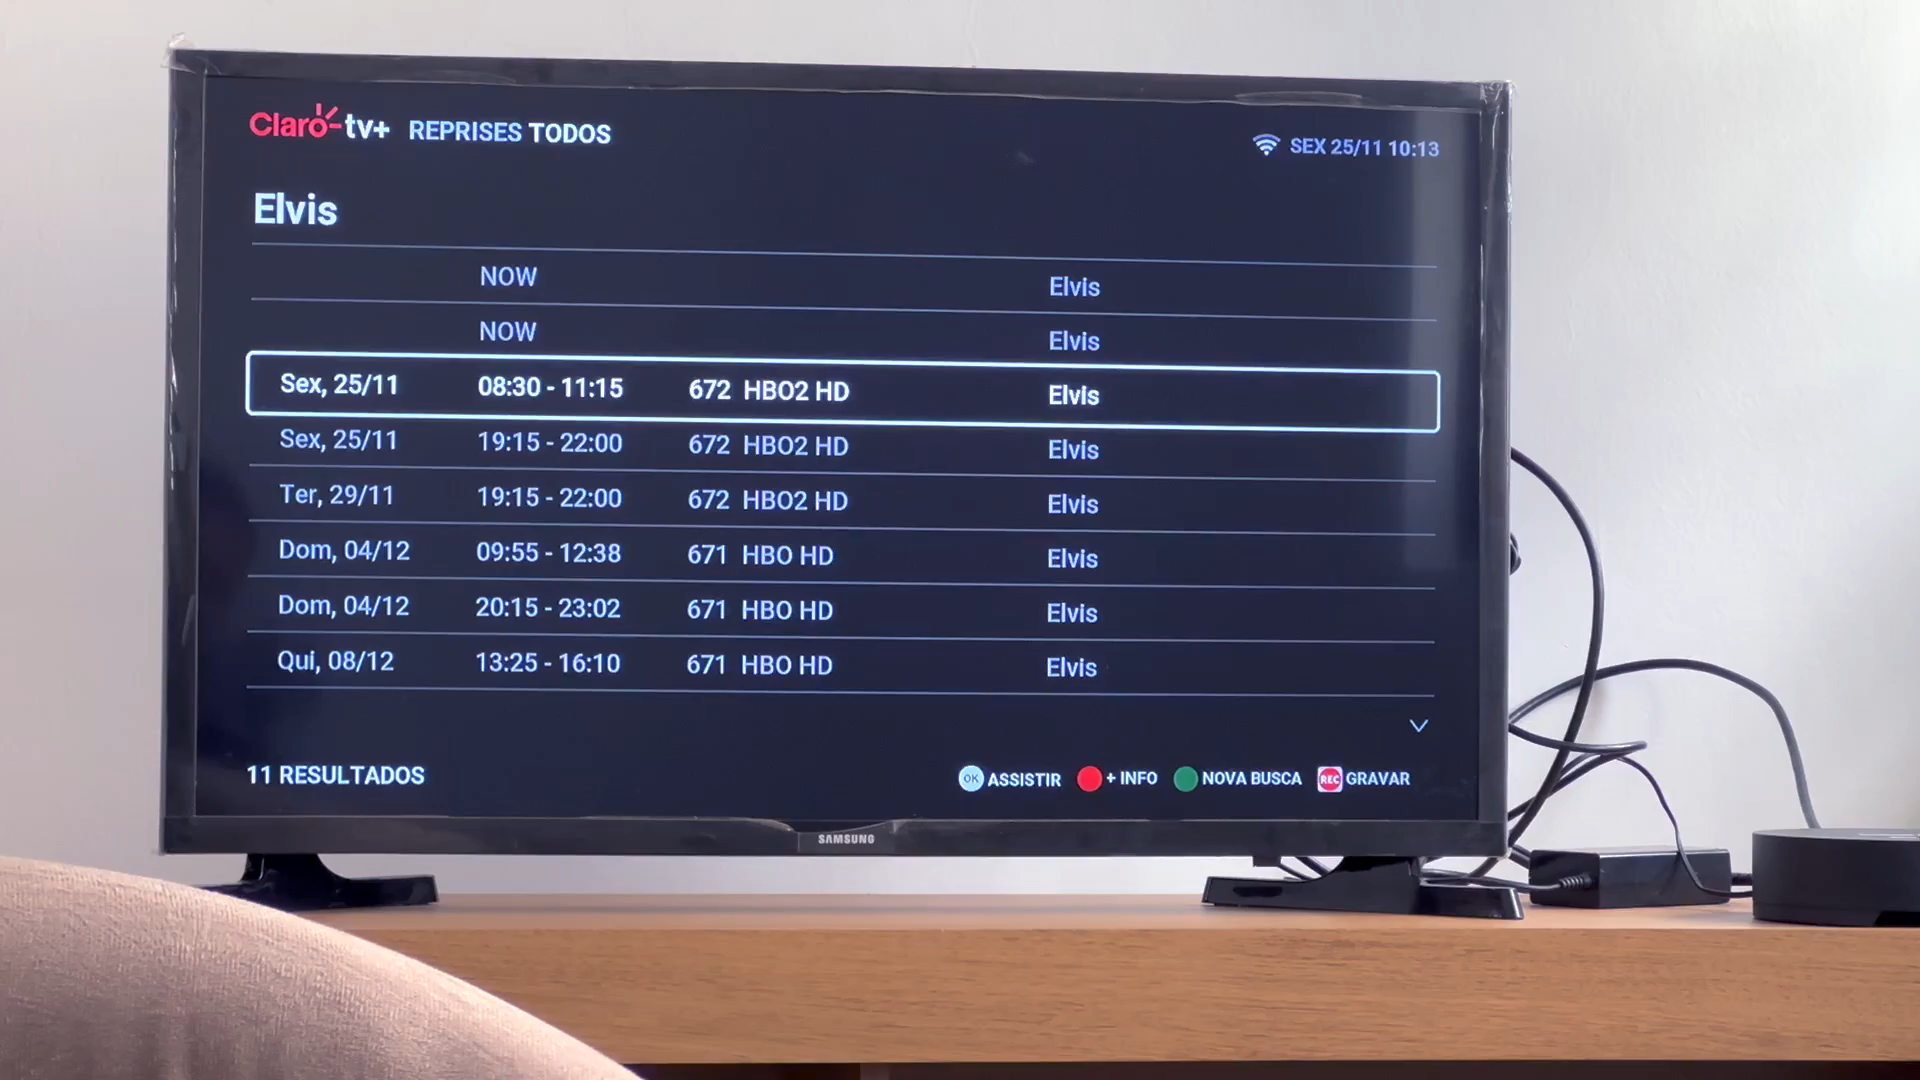 Claro tv+ REPRISES TODOS SEX 25/11 10:13
Elvis
NOW Elvis
NOW Elvis
Sex, 25/11 08:30 - 11:15 672 HBO2 HD Elvis
Sex, 25/11 19:15 - 22:00 672 HBO2 HD Elvis
Ter, 29/11 19:15 - 22:00 672 HBO2 HD Elvis
Dom, 04/12 09:55 - 12:38 671 HBO HD Elvis
Dom, 04/12 20:15 - 23:02 671 HBO HD Elvis
Qui, 08/12 13:25 - 16:10 671 HBO HD Elvis
11 RESULTADOS OK ASSISTIR + INFO NOVA BUSCA REC GRAVAR
SAMSUNG